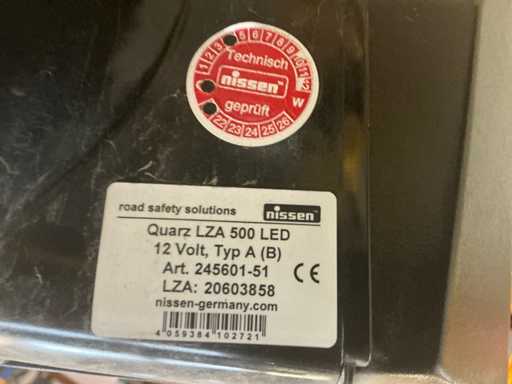 1 2 3 5 6 7 8 9 10 11 12
Technisch
nissen
geprüft
W
22 23 24 25 26
road safety solutions nissen
Quarz LZA 500 LED
12 Volt, Typ A (B)
Art. 245601-51 CE
LZA: 20603858
nissen-germany.com
4 059384 102721